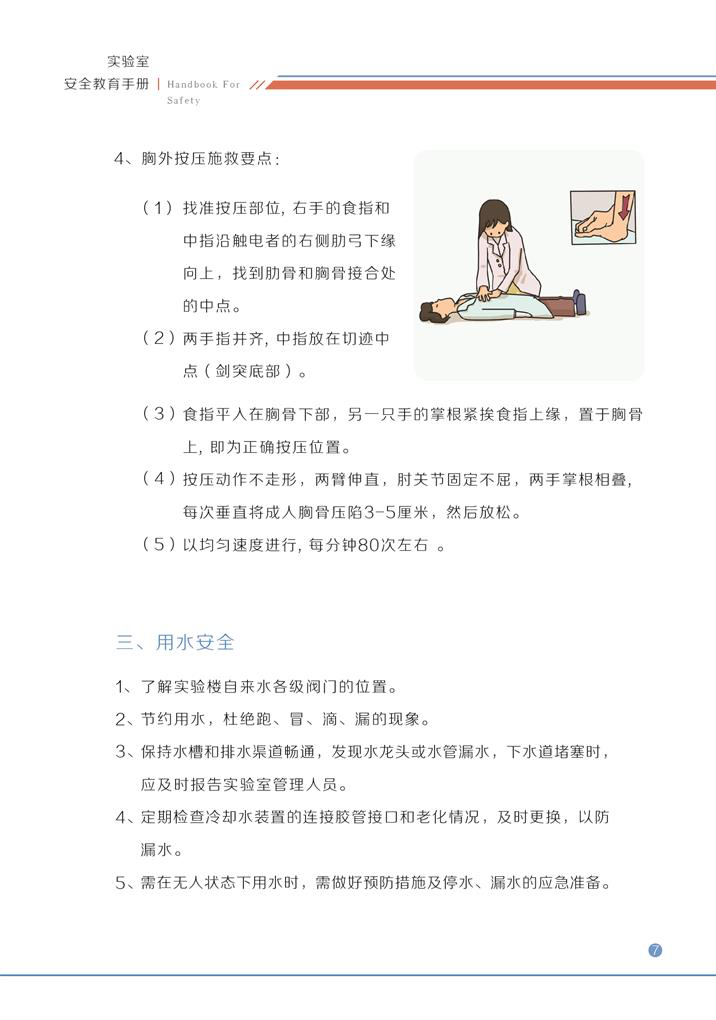 实验室
安全教育手册
Handbook For
Safety
4、胸外按压施救要点：
（1）找准按压部位, 右手的食指和
中指沿触电者的右侧肋弓下缘
向上，找到肋骨和胸骨接合处
的中点。
（2）两手指并齐, 中指放在切迹中
点（剑突底部）。
（3）食指平入在胸骨下部，另一只手的掌根紧挨食指上缘，置于胸骨
上, 即为正确按压位置。
（4）按压动作不走形，两臂伸直，肘关节固定不屈，两手掌根相叠,
每次垂直将成人胸骨压陷3-5厘米，然后放松。
（5）以均匀速度进行, 每分钟80次左右 。
三、用水安全
1、了解实验楼自来水各级阀门的位置。
2、节约用水，杜绝跑、冒、滴、漏的现象。
3、保持水槽和排水渠道畅通，发现水龙头或水管漏水，下水道堵塞时，
应及时报告实验室管理人员。
4、定期检查冷却水装置的连接胶管接口和老化情况，及时更换，以防
漏水。
5、需在无人状态下用水时，需做好预防措施及停水、漏水的应急准备。
7